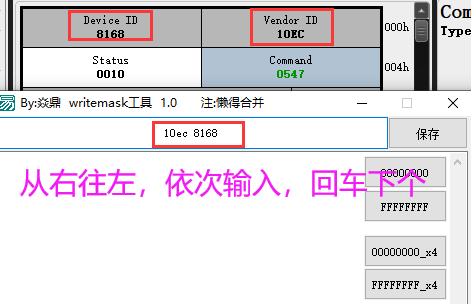 Device ID
8168
Vendor ID
10EC
000h
Status
0010
Command
0547
004h
Com
Type
By:焱鼎 writemask工具 1.0 注:懒得合并
10ec 8168
保存
从右往左，依次输入，回车下个
00000000
FFFFFFFF
00000000_x4
FFFFFFFF_x4